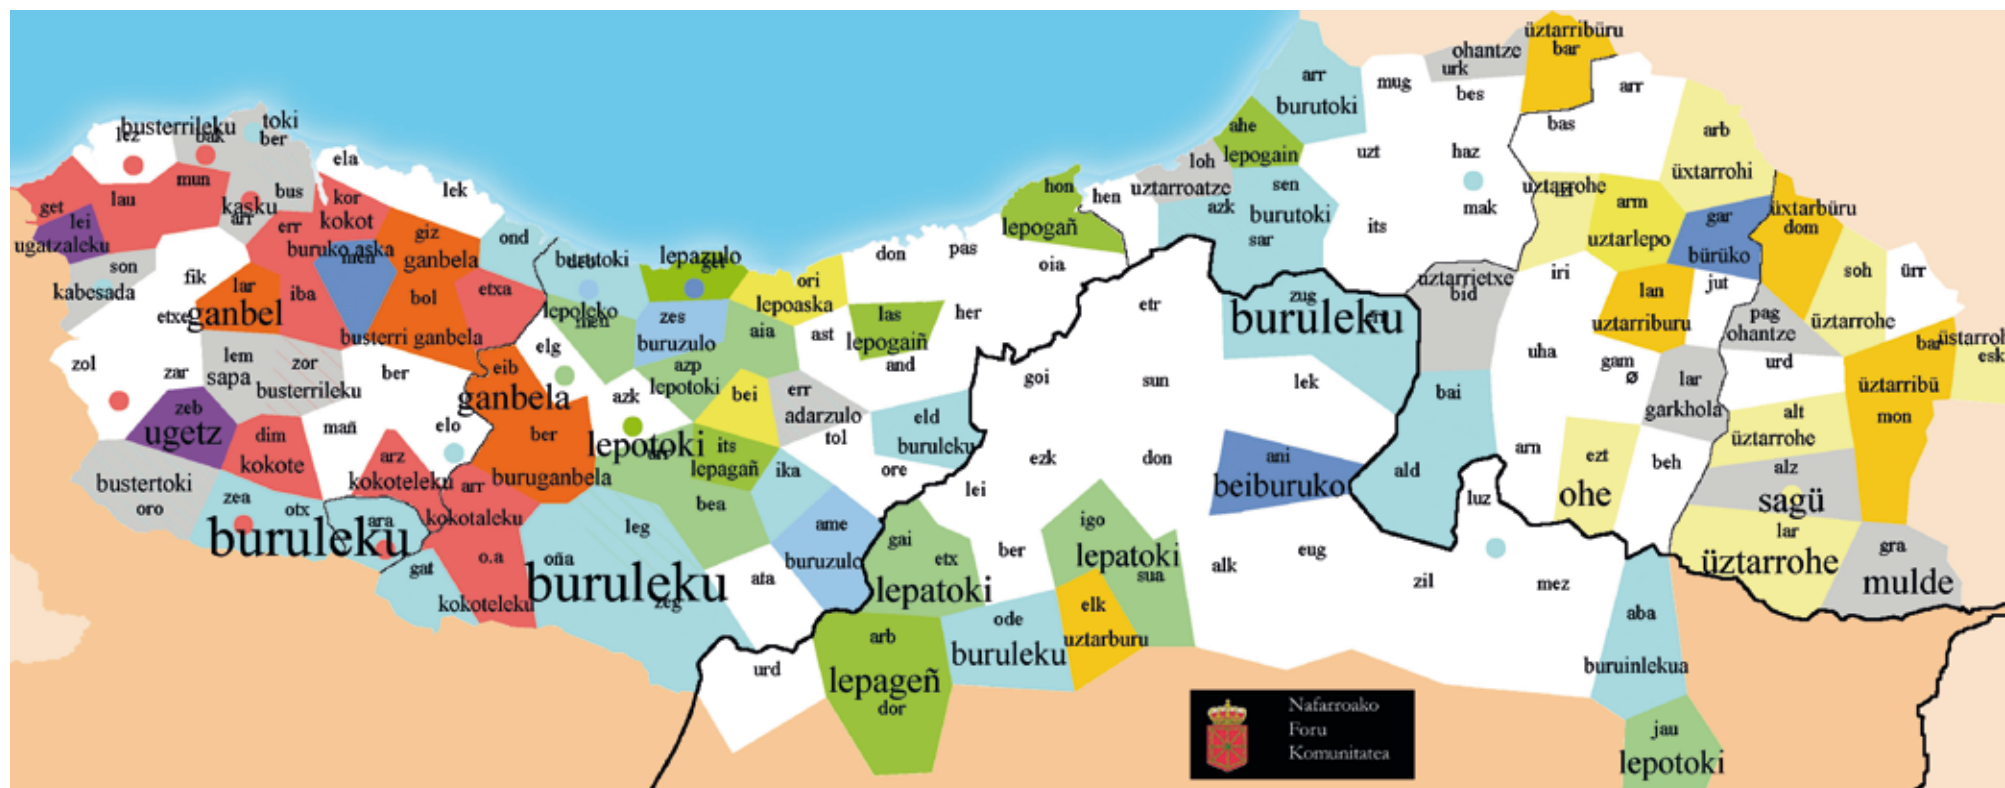 üztarribüru
bar
ohantze
urk
mug
bes
arr
arr
burutoki
toki
busterrileku
lez
bak
ber
ahe
lepogain
bas
arb
üxtarrohi
ela
uzt
haz
loh
uztarroatze
mun
lau
bus
kor
lek
hon
hen
sen
azk
burutoki
mak
uztarrohe
arm
get
kasku
arr
kokot
lepogañ
sar
its
uztarlepo
gar
bürüko
üxtarbüru
dom
lei
ugatzaleku
err
giz
ond
buruko aska
men
ganbela
burutoki
lepazulo
don
pas
oia
son
kabesada
fik
lar
iba
bol
etxa
ori
lepoaska
zug
uztarrietxe
bid
iri
lan
jut
soh
ürr
etxe
ganbel
busterri ganbela
lepoleko
men
zes
buruzulo
aia
ast
las
lepogaiñ
her
etr
buruleku
uztarriburu
pag
ohantze
üztarrohe
elg
and
uha
gam
Ø
urd
bar
esk
zol
zar
lem
sapa
zor
busterrileku
ber
eib
ganbela
azp
lepotoki
azk
bei
err
adarzulo
tol
goi
sun
lek
bai
lar
garkhola
üztarribü
mon
zeb
ugetz
dim
kokote
mañ
elo
ber
lepotoki
its
lepagañ
eld
buruleku
alt
üztarrohe
arz
kokoteleku
arr
buruganbela
ika
ore
lei
ezk
don
ani
beiburuko
ald
arn
ezt
ohe
beh
alz
sagü
bustertoki
oro
zea
otx
buruleku
ara
kokotaleku
leg
bea
ame
buruzulo
gai
etx
lepatoki
ber
igo
lepatoki
sua
luz
lar
üztarrohe
gra
mulde
gat
o.a
kokoteleku
oña
buruleku
zeg
ata
alk
eug
zil
mez
arb
lepageñ
dor
ode
buruleku
elk
uztarburu
aba
buruinlekua
urd
jau
lepotoki
Nafarroako
Foru
Komunitatea